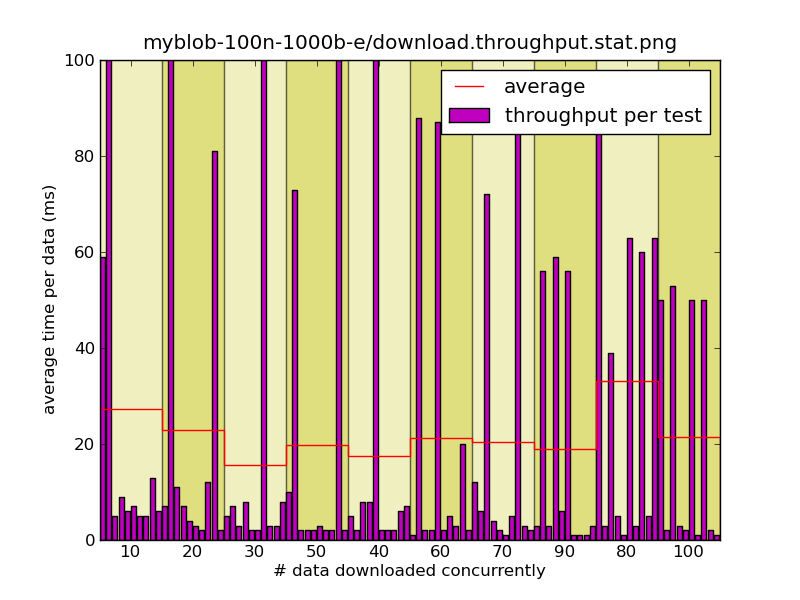 myblob-100n-1000b-e/download.throughput.stat.png
average
throughput per test
average time per data (ms)
100
80
60
40
20
0
10 20 30 50 40 60 70 90 80 100
# data downloaded concurrently